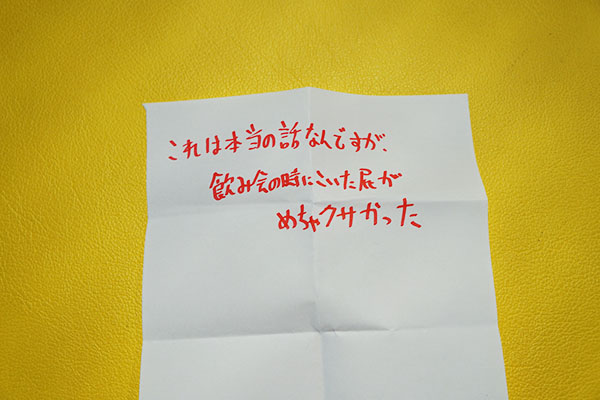 これは本当の話なんですが、
飲み会の時にこいた屁が
めちゃクサかった